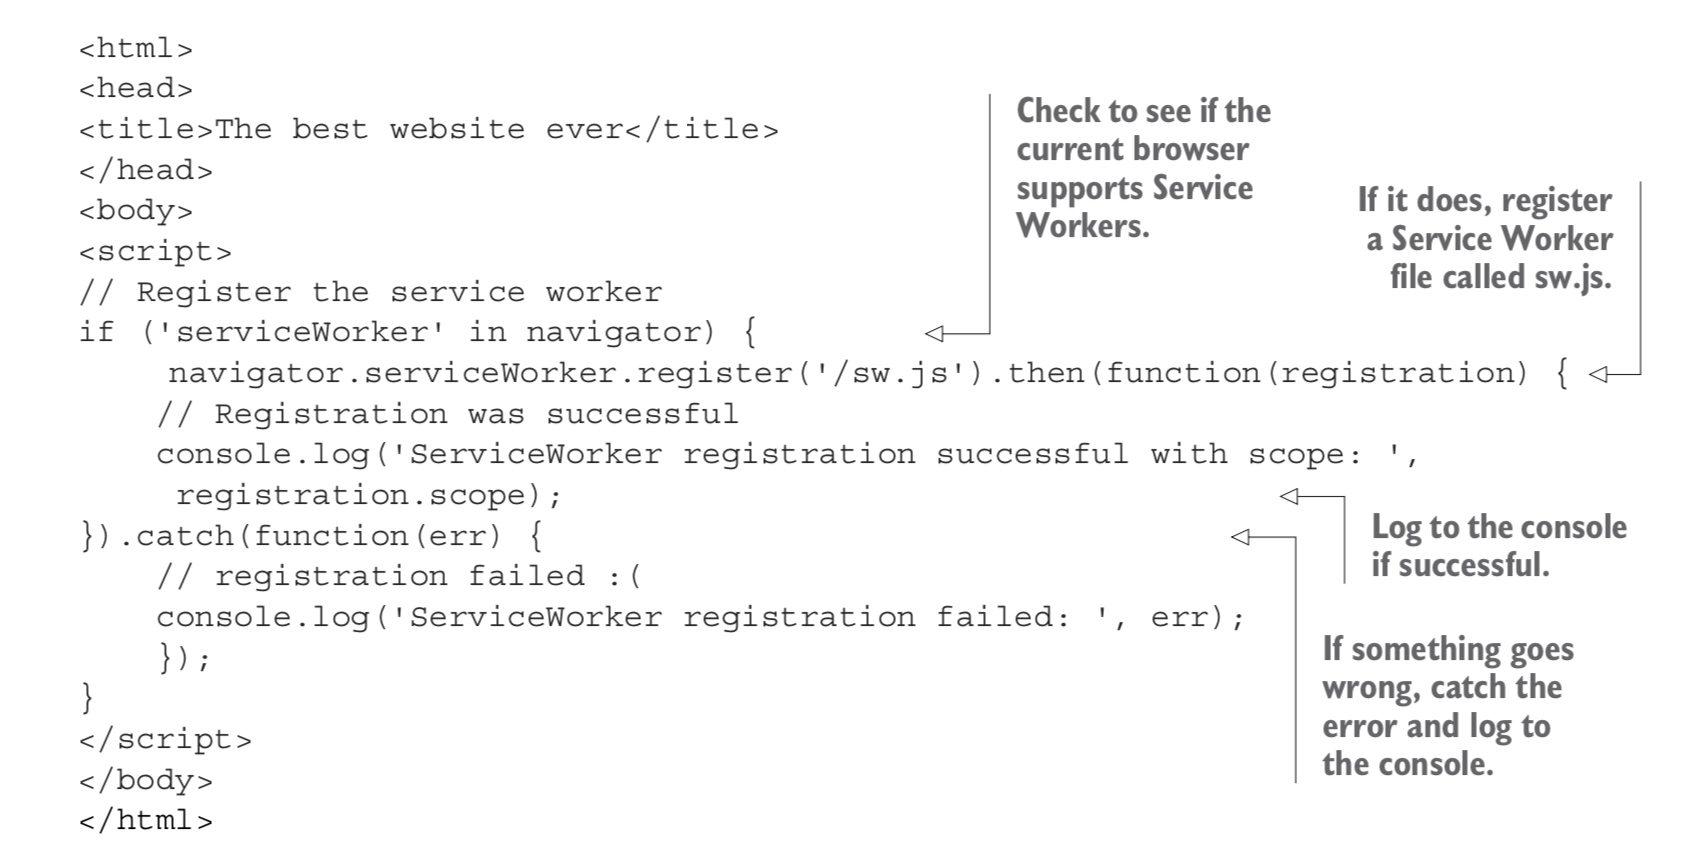 <html>
<head>
<title>The best website ever</title>
</head>
<body>
<script>
// Register the service worker
if ('serviceWorker' in navigator) {
navigator.serviceWorker.register('/sw.js').then(function(registration) {
// Registration was successful
console.log('ServiceWorker registration successful with scope: ',
registration.scope);
}).catch(function(err) {
// registration failed :(
console.log('ServiceWorker registration failed: ', err);
});
}
</script>
</body>
</html>
Check to see if the
current browser
supports Service
Workers.
If it does, register
a Service Worker
file called sw.js.
Log to the console
if successful.
If something goes
wrong, catch the
error and log to
the console.